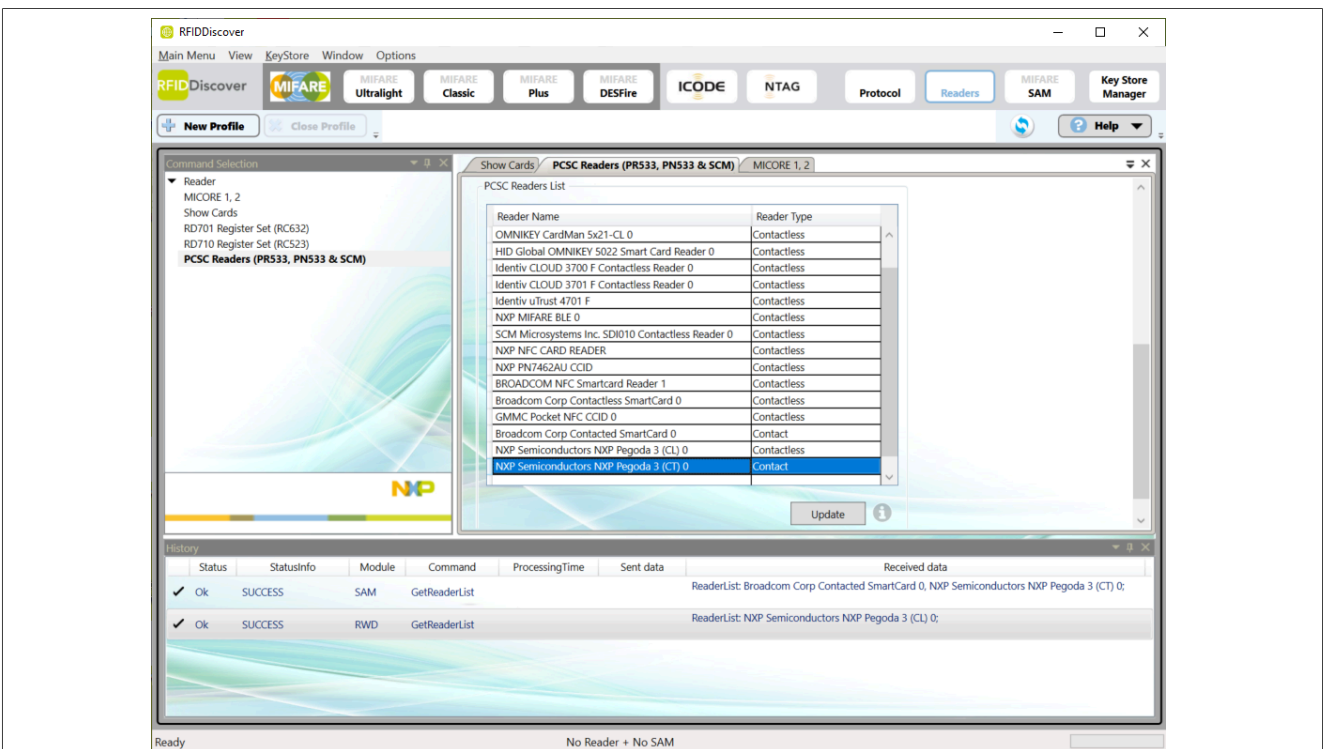 RFIDDiscover
Main Menu View KeyStore Window Options
RFIDDiscover MIFARE MIFARE Ultralight MIFARE Classic MIFARE Plus MIFARE DESFire ICODE NTAG Protocol Readers MIFARE SAM Key Store Manager
New Profile Close Profile Help
Command Selection
Reader
MICORE 1, 2
Show Cards
RD701 Register Set (RC632)
RD710 Register Set (RC523)
PCSC Readers (PR533, PN533 & SCM)
NXP
Show Cards PCSC Readers (PR533, PN533 & SCM) MICORE 1, 2
PCSC Readers List
Reader Name Reader Type
OMNIKEY CardMan 5x21-CL 0 Contactless
HID Global OMNIKEY 5022 Smart Card Reader 0 Contactless
Identiv CLOUD 3700 F Contactless Reader 0 Contactless
Identiv CLOUD 3701 F Contactless Reader 0 Contactless
Identiv uTrust 4701 F Contactless
NXP MIFARE BLE 0 Contactless
SCM Microsystems Inc. SDI010 Contactless Reader 0 Contactless
NXP NFC CARD READER Contactless
NXP PN7462AU CCID Contactless
BROADCOM NFC Smartcard Reader 1 Contactless
Broadcom Corp Contactless SmartCard 0 Contactless
GMMC Pocket NFC CCID 0 Contactless
Broadcom Corp Contacted SmartCard 0 Contact
NXP Semiconductors NXP Pegoda 3 (CL) 0 Contactless
NXP Semiconductors NXP Pegoda 3 (CT) 0 Contact
Update
History
Status StatusInfo Module Command ProcessingTime Sent data Received data
Ok SUCCESS SAM GetReaderList ReaderList: Broadcom Corp Contacted SmartCard 0, NXP Semiconductors NXP Pegoda 3 (CT) 0;
Ok SUCCESS RWD GetReaderList ReaderList: NXP Semiconductors NXP Pegoda 3 (CL) 0;
Ready No Reader + No SAM